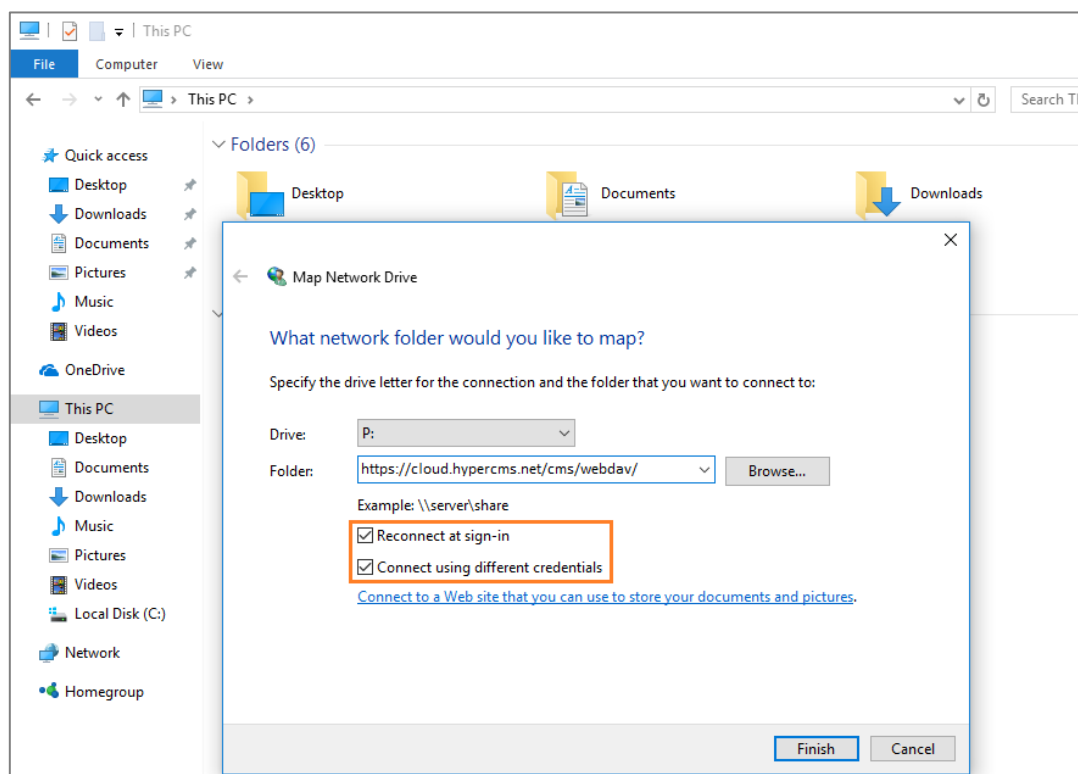 This PC
File Computer View
This PC
Search
Quick access
Desktop
Downloads
Documents
Pictures
Music
Videos
OneDrive
This PC
Desktop
Documents
Downloads
Music
Pictures
Videos
Local Disk (C:)
Network
Homegroup
Folders (6)
Desktop Documents Downloads
Map Network Drive
What network folder would you like to map?
Specify the drive letter for the connection and the folder that you want to connect to:
Drive: P:
Folder: https://cloud.hypercms.net/cms/webdav/ Browse...
Example: \\server\share
Reconnect at sign-in
Connect using different credentials
Connect to a Web site that you can use to store your documents and pictures.
Finish Cancel